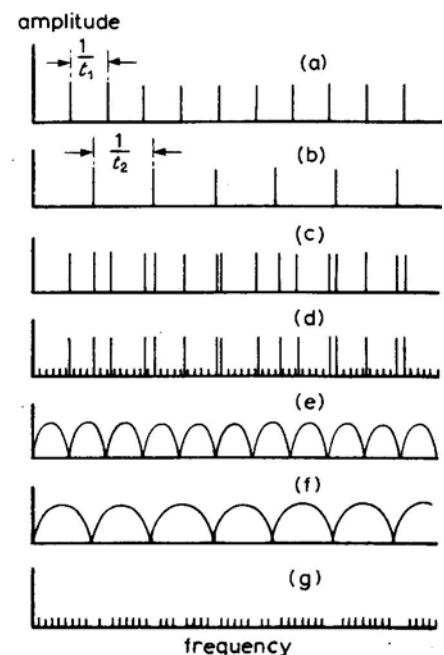 amplitude
1/t₁
(a)
1/t₂
(b)
(c)
(d)
(e)
(f)
(g)
frequency